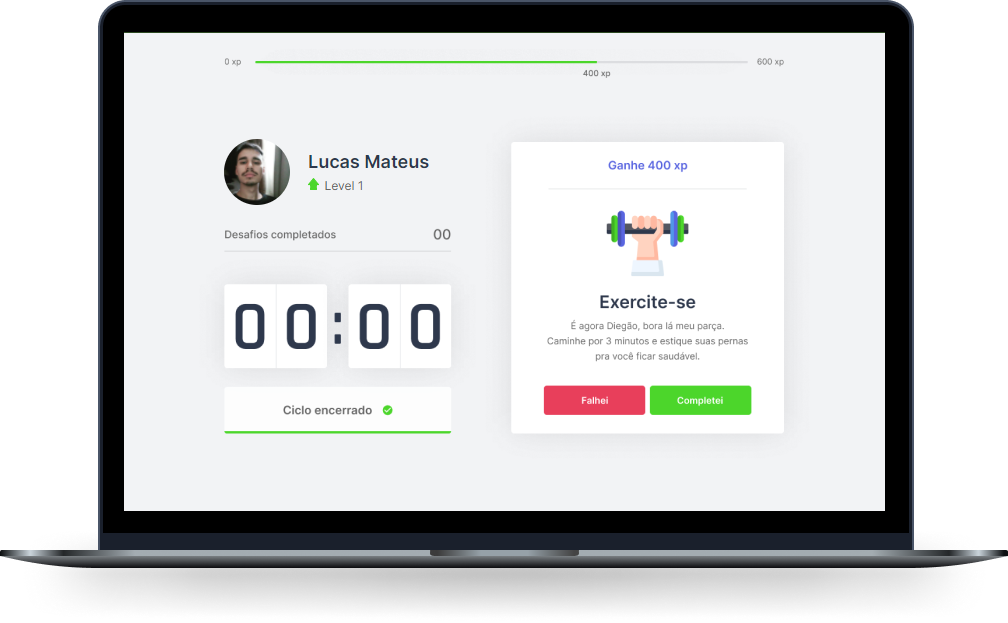 0 xp
400 xp
600 xp
Lucas Mateus
Level 1
Desafios completados 00
00:00
Ciclo encerrado
Ganhe 400 xp
Exercite-se
É agora Diegão, bora lá meu parça.
Caminhe por 3 minutos e estique suas pernas
pra você ficar saudável.
Falhei
Completei